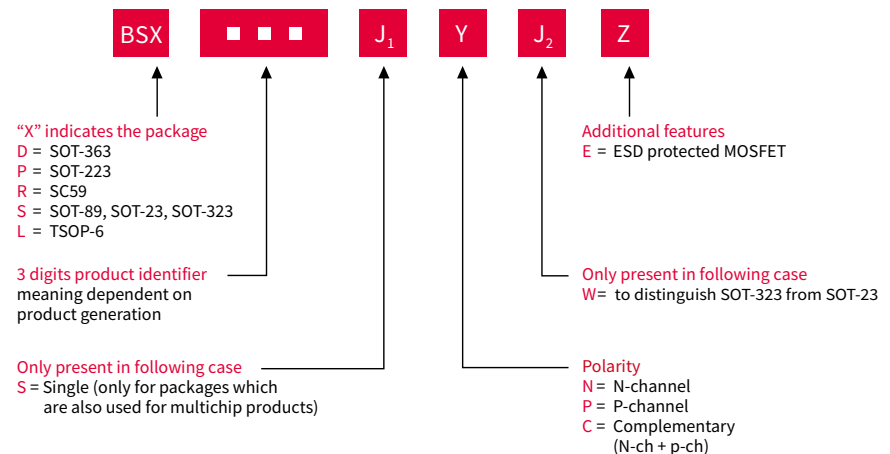 BSX J₁ Y J₂ Z
"X" indicates the package
D = SOT-363
P = SOT-223
R = SC59
S = SOT-89, SOT-23, SOT-323
L = TSOP-6
3 digits product identifier
meaning dependent on
product generation
Only present in following case
S = Single (only for packages which
are also used for multichip products)
Additional features
E = ESD protected MOSFET
Only present in following case
W= to distinguish SOT-323 from SOT-23
Polarity
N = N-channel
P = P-channel
C = Complementary
(N-ch + p-ch)